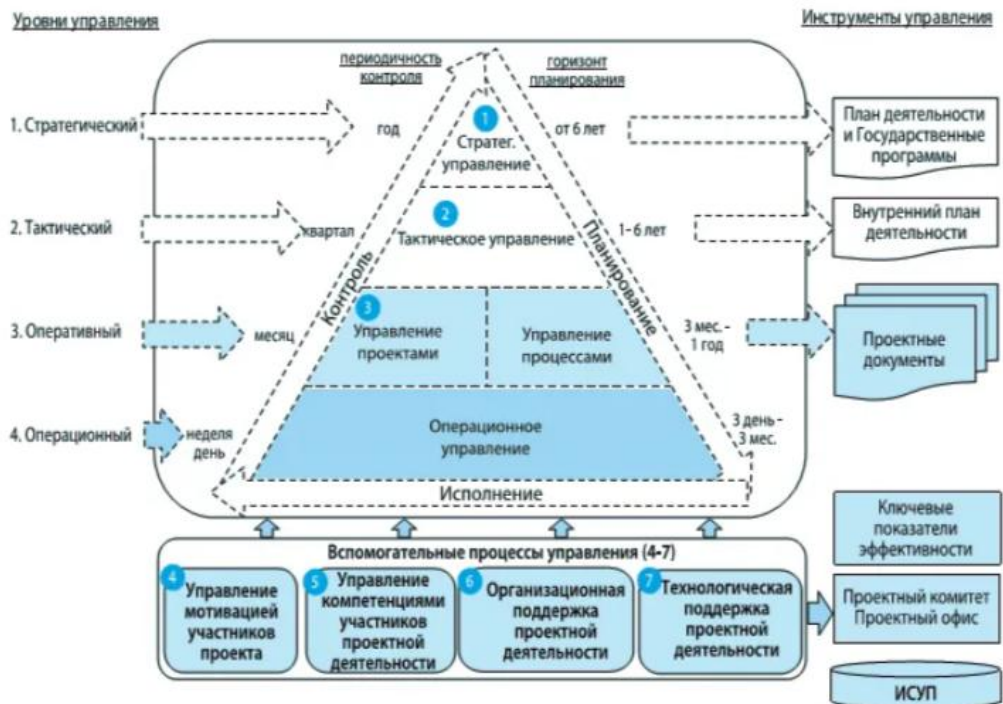 Уровни управления
Инструменты управления
периодичность
контроля
горизонт
планирования
1. Стратегический
год
1
Стратег.
управление
от 6 лет
План деятельности
и Государственные
программы
2. Тактический
квартал
2
Тактическое управление
1- 6 лет
Внутренний план
деятельности
Контроль
Планирование
3. Оперативный
месяц
3
Управление
проектами
Управление
процессами
3 мес. -
1 год
Проектные
документы
4. Операционный
неделя
день
Операционное
управление
3 день -
3 мес.
Исполнение
Ключевые
показатели
эффективности
Вспомогательные процессы управления (4-7)
4
Управление
мотивацией
участников
проекта
5
Управление
компетенциями
участников
проектной
деятельности
6
Организационная
поддержка
проектной
деятельности
7
Технологическая
поддержка
проектной
деятельности
Проектный комитет
Проектный офис
ИСУП